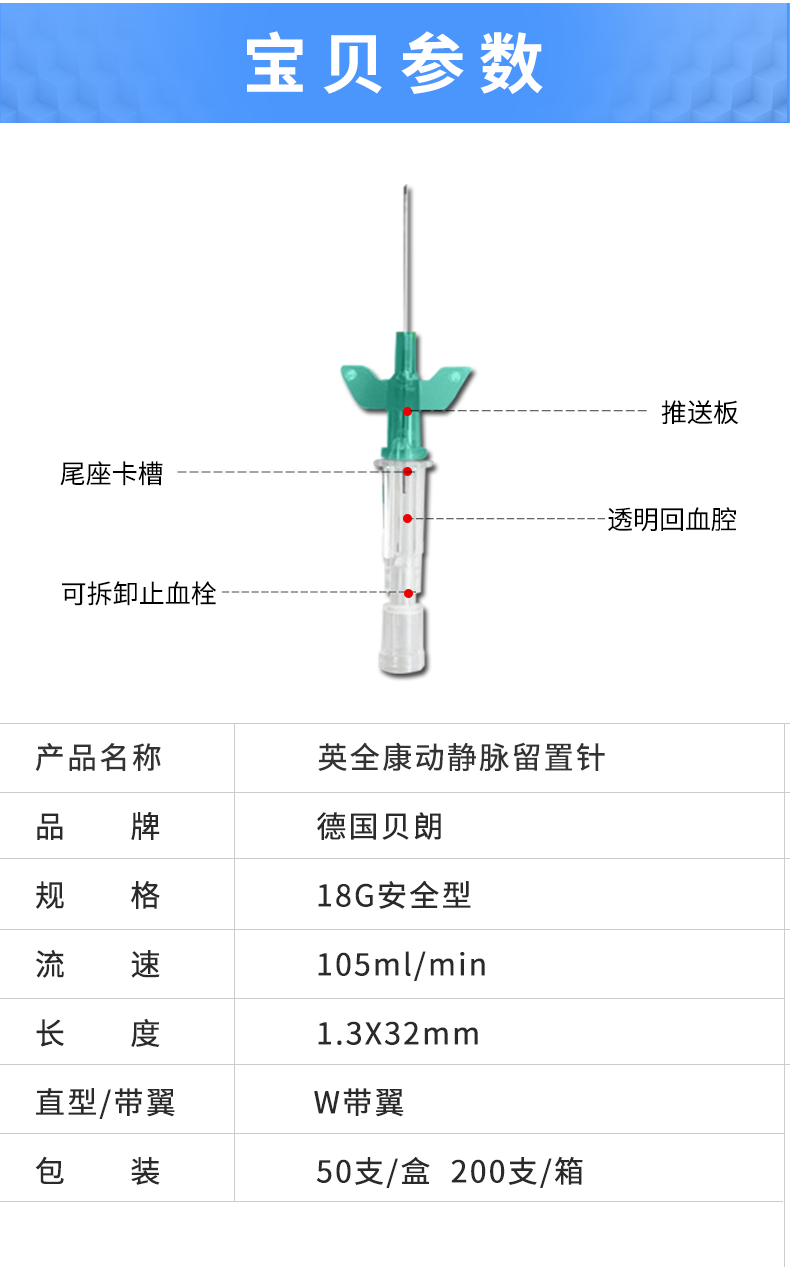 宝贝参数
推送板
尾座卡槽
透明回血腔
可拆卸止血栓
产品名称 英全康动静脉留置针
品 牌 德国贝朗
规 格 18G安全型
流 速 105ml/min
长 度 1.3X32mm
直型/带翼 W带翼
包 装 50支/盒 200支/箱